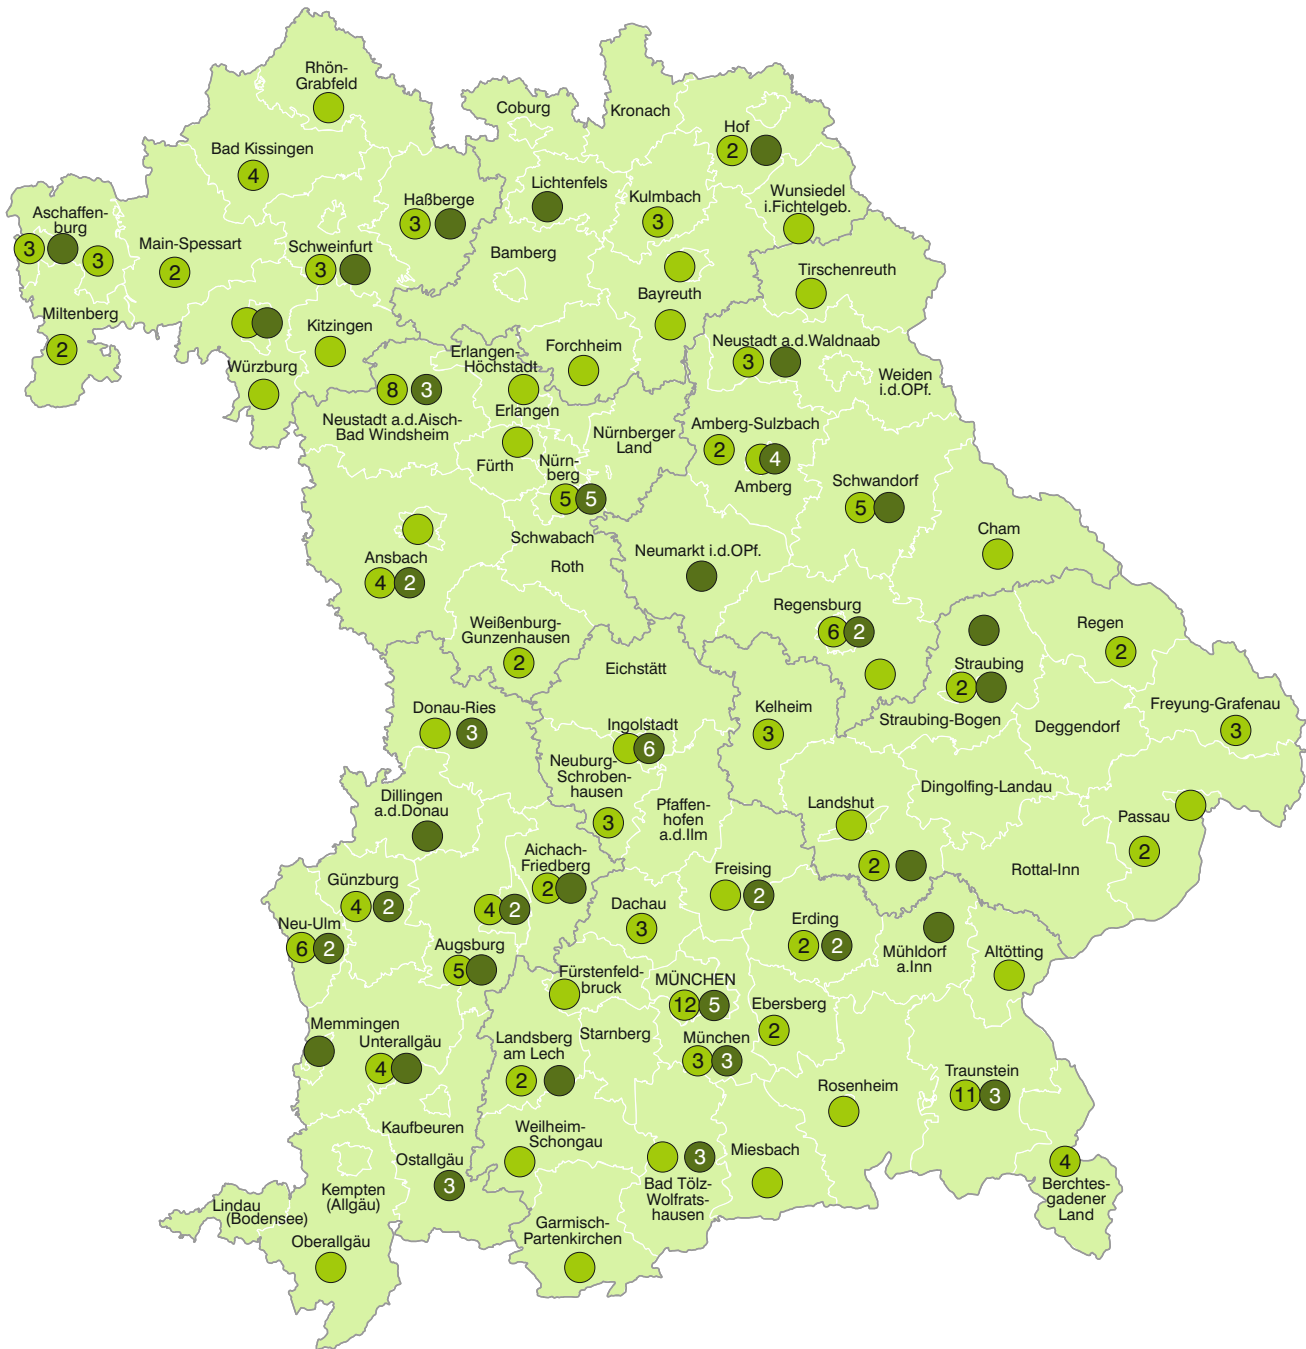 Rhön-
Grabfeld
Coburg
Kronach
Hof
2
Bad Kissingen
4
Lichtenfels
Haßberge
3
Kulmbach
3
Wunsiedel
i.Fichtelgeb.
Aschaffen-
burg
3
3
Main-Spessart
2
Schweinfurt
3
Bamberg
Bayreuth
Tirschenreuth
Miltenberg
2
Kitzingen
Würzburg
Erlangen-
Höchstadt
Erlangen
Forchheim
Neustadt a.d.Waldnaab
3
Weiden
i.d.OPf.
8
3
Neustadt a.d.Aisch-
Bad Windsheim
Fürth
Nürn-
berg
5
5
Nürnberger
Land
Amberg-Sulzbach
2
4
Amberg
Schwandorf
5
Cham
Schwabach
Roth
Ansbach
4
2
Neumarkt i.d.OPf.
Weißenburg-
Gunzenhausen
2
Regensburg
6
2
Regen
2
Straubing
2
Straubing-Bogen
Eichstätt
Deggendorf
Freyung-Grafenau
3
Donau-Ries
3
Ingolstadt
6
Kelheim
3
Neuburg-
Schroben-
hausen
3
Pfaffen-
hofen
a.d.Ilm
Dingolfing-Landau
Dillingen
a.d.Donau
Landshut
2
Passau
2
Rottal-Inn
Aichach-
Friedberg
2
Günzburg
4
2
4
2
Freising
2
Dachau
3
Neu-Ulm
6
2
Augsburg
5
Erding
2
2
Mühldorf
a.Inn
Altötting
Fürstenfeld-
bruck
MÜNCHEN
12
5
Ebersberg
2
Memmingen
Unterallgäu
4
Landsberg
am Lech
2
Starnberg
München
3
3
Rosenheim
Traunstein
11
3
Kaufbeuren
Weilheim-
Schongau
3
Bad Tölz-
Wolfrats-
hausen
Miesbach
4
Berchtes-
gadener
Land
Ostallgäu
3
Kempten
(Allgäu)
Lindau
(Bodensee)
Oberallgäu
Garmisch-
Partenkirchen